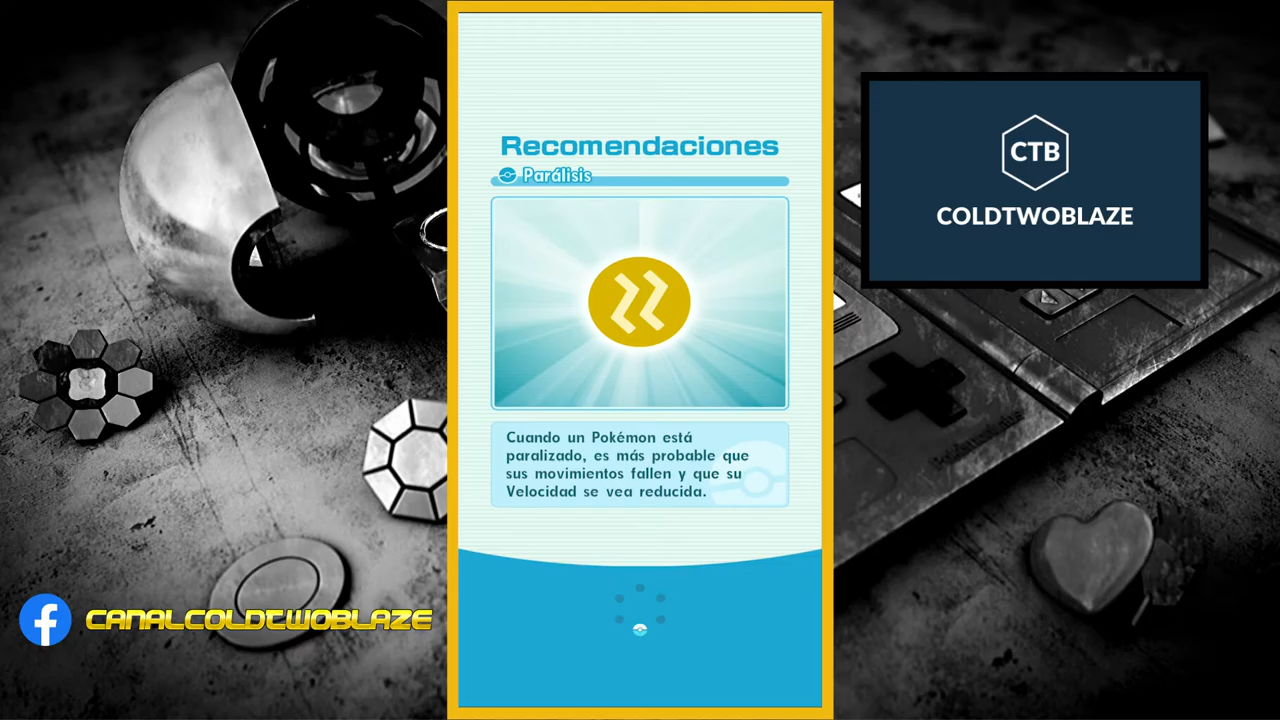 Recomendaciones
Parálisis
Cuando un Pokémon está
paralizado, es más probable que
sus movimientos fallen y que su
Velocidad se vea reducida.
CTB
COLDTWOBLAZE
CANALCOLDTWOBLAZE